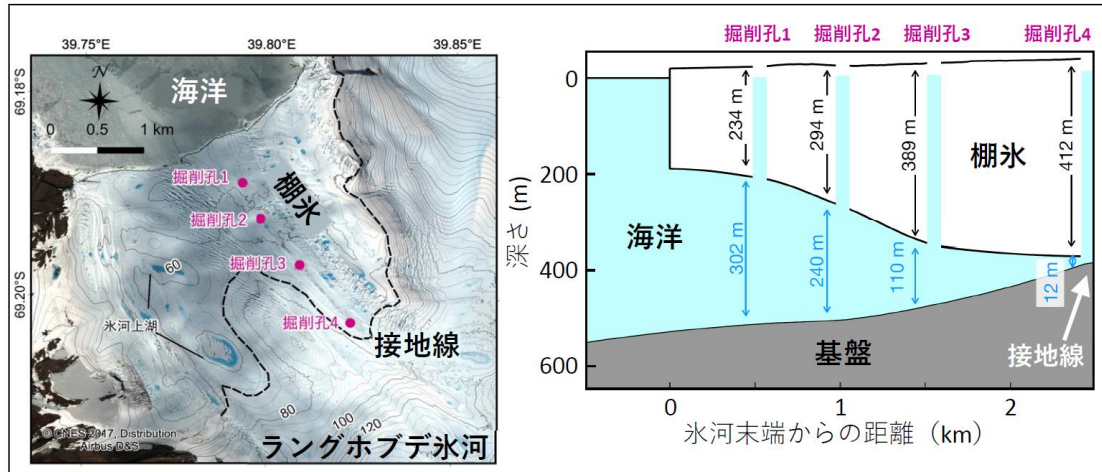 39.75°E
39.80°E
39.85°E
69.18°S
69.20°S
N
0 0.5 1 km
海洋
掘削孔1
掘削孔2
掘削孔3
掘削孔4
棚氷
接地線
氷河上湖
60
80
100
120
© CNES 2017, Distribution
Airbus D&S
ラングホブデ氷河
掘削孔1
掘削孔2
掘削孔3
掘削孔4
深さ (m)
0
200
400
600
234 m
294 m
389 m
412 m
302 m
240 m
110 m
12 m
海洋
棚氷
基盤
接地線
0
1
2
氷河末端からの距離（km）